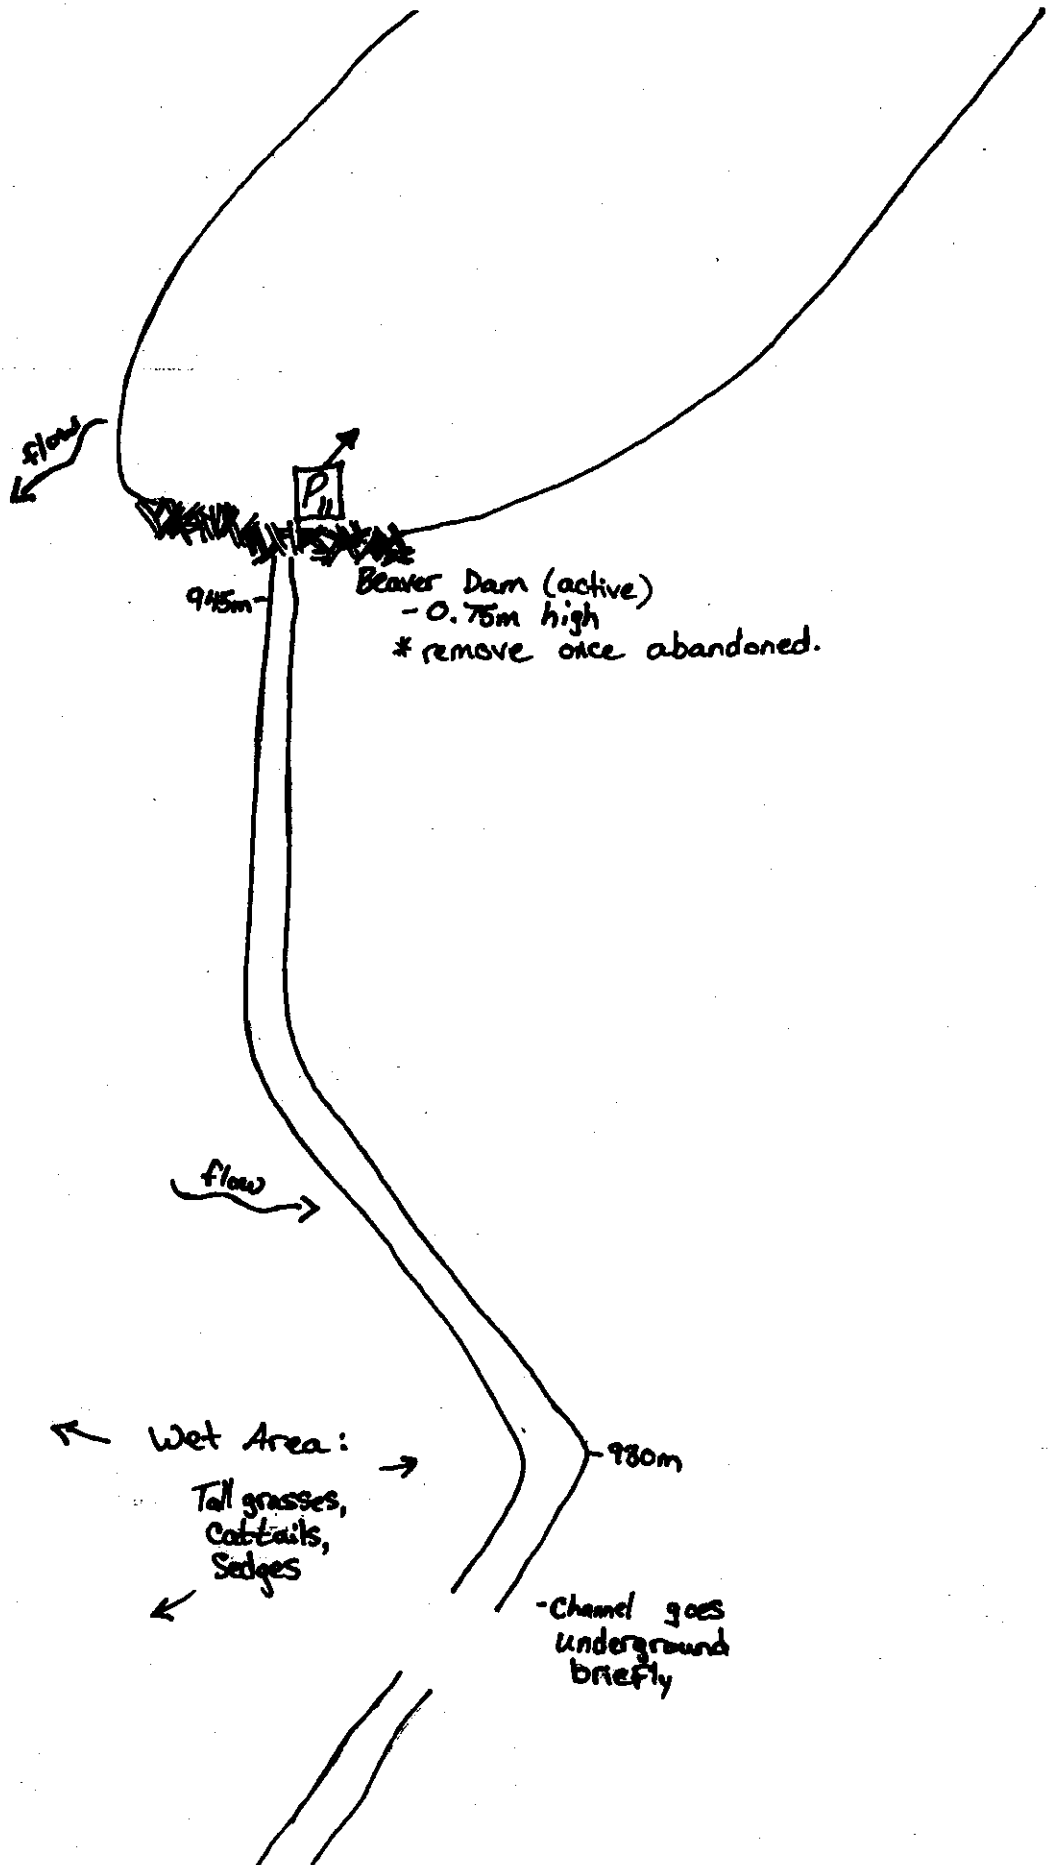 flow
P11
945m
Beaver Dam (active)
- 0.75m high
* remove once abandoned.
flow
Wet Area:
Tall grasses,
Cattails,
Sedges
980m
- Channel goes
underground
briefly